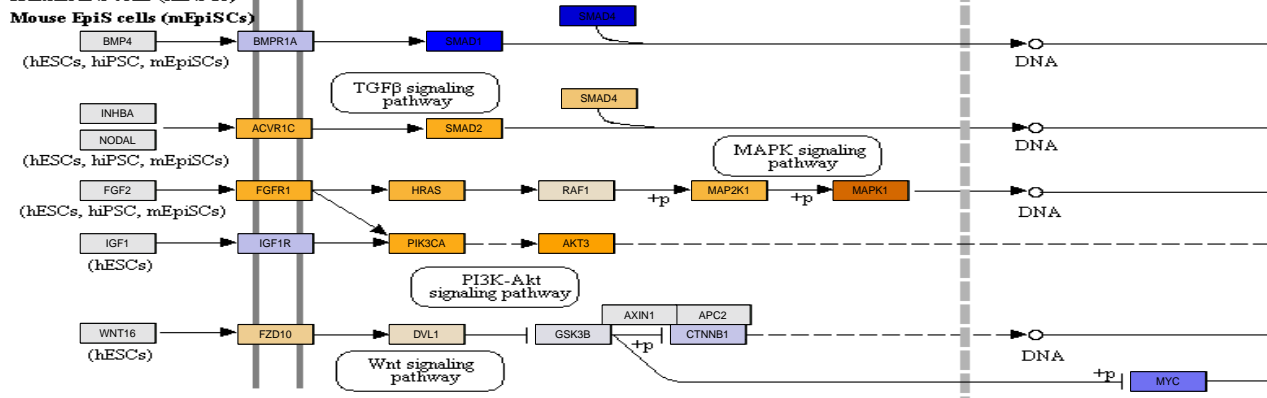 Mouse EpiS cells (mEpiSCs)
SMAD4
BMP4 BMPR1A SMAD1
(hESCs, hiPSC, mEpiSCs) DNA
TGFβ signaling
pathway
SMAD4
INHBA
ACVR1C SMAD2
NODAL
(hESCs, hiPSC, mEpiSCs) DNA
MAPK signaling
pathway
FGF2 FGFR1 HRAS RAF1 +p MAP2K1 +p MAPK1
(hESCs, hiPSC, mEpiSCs) DNA
IGF1 IGF1R PIK3CA AKT3
(hESCs)
PI3K-Akt
signaling pathway
AXIN1 APC2
WNT16 FZD10 DVL1 GSK3B +p CTNNB1
(hESCs) DNA
Wnt signaling
pathway
+p MYC